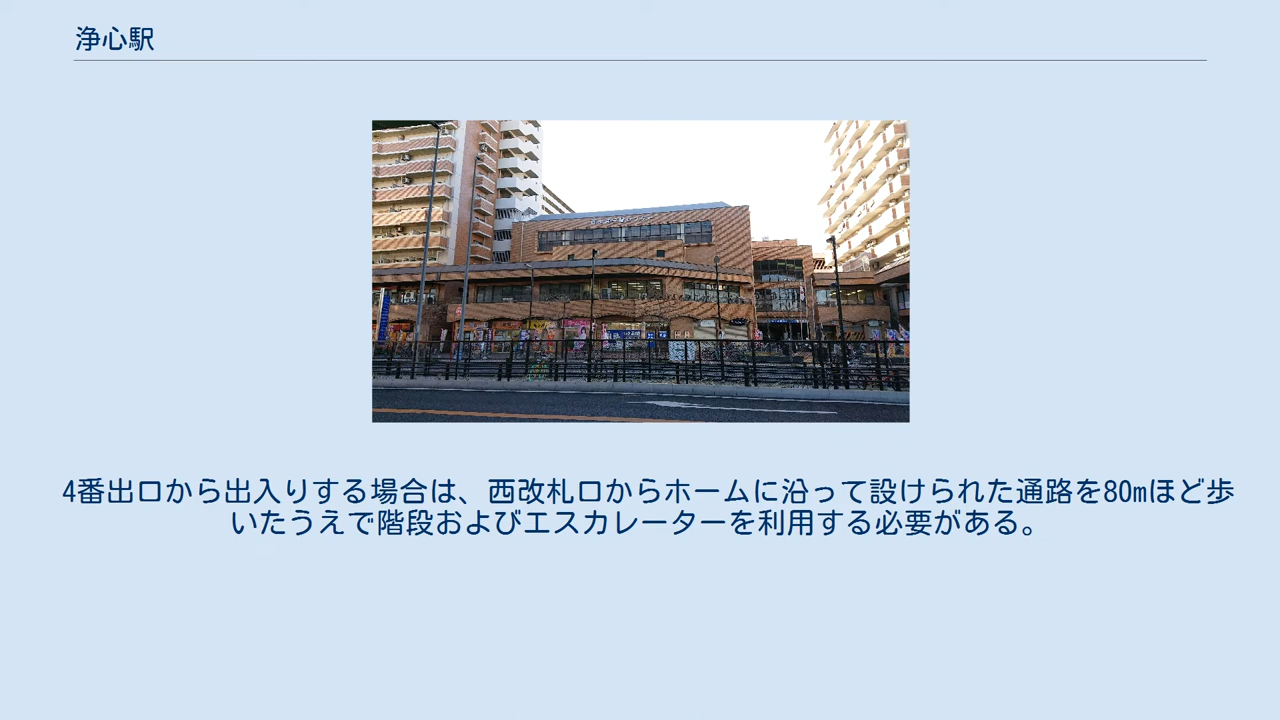 浄心駅
4番出口から出入りする場合は、西改札口からホームに沿って設けられた通路を80mほど歩
いたうえで階段およびエスカレーターを利用する必要がある。